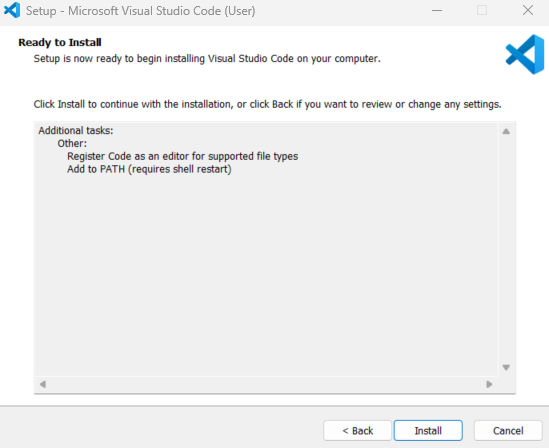 Setup - Microsoft Visual Studio Code (User)
Ready to Install
Setup is now ready to begin installing Visual Studio Code on your computer.
Click Install to continue with the installation, or click Back if you want to review or change any settings.
Additional tasks:
Other:
Register Code as an editor for supported file types
Add to PATH (requires shell restart)
< Back
Install
Cancel